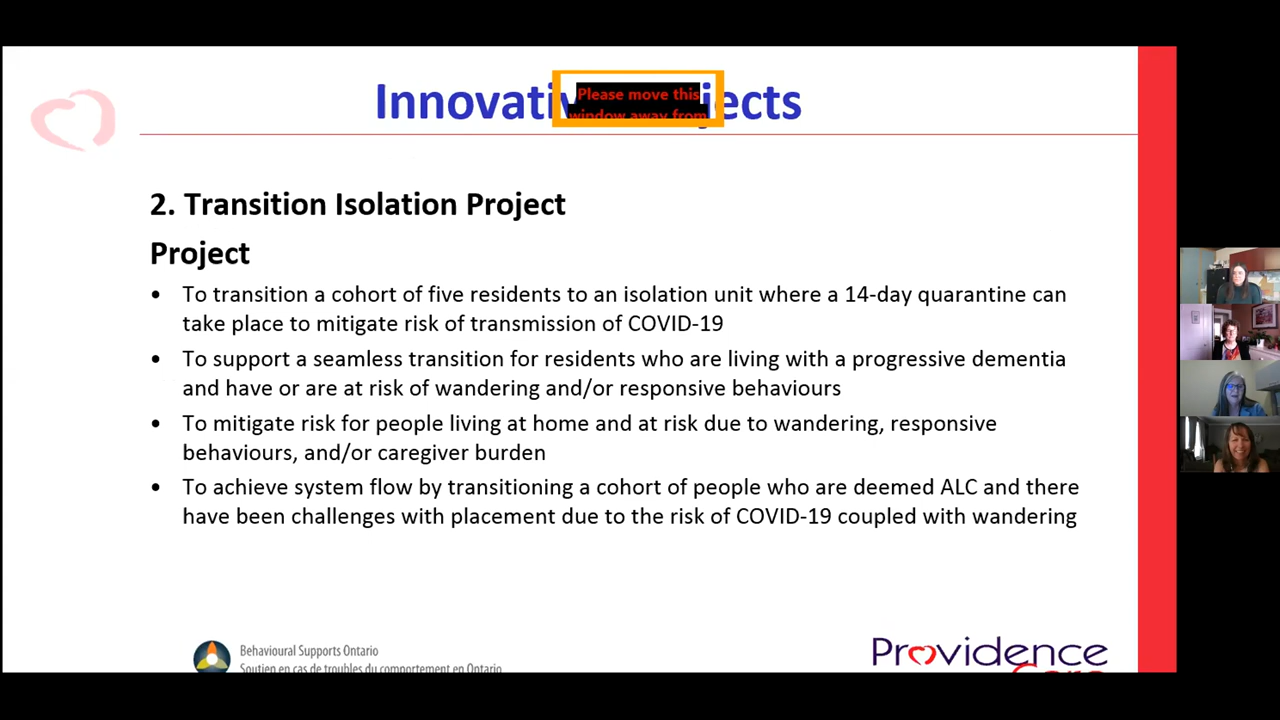 Innovati jects
Please move this
window away from
2. Transition Isolation Project
Project
• To transition a cohort of five residents to an isolation unit where a 14-day quarantine can
take place to mitigate risk of transmission of COVID-19
• To support a seamless transition for residents who are living with a progressive dementia
and have or are at risk of wandering and/or responsive behaviours
• To mitigate risk for people living at home and at risk due to wandering, responsive
behaviours, and/or caregiver burden
• To achieve system flow by transitioning a cohort of people who are deemed ALC and there
have been challenges with placement due to the risk of COVID-19 coupled with wandering
Behavioural Supports Ontario
Soutien en cas de troubles du comportement en Ontario
Providence
Care